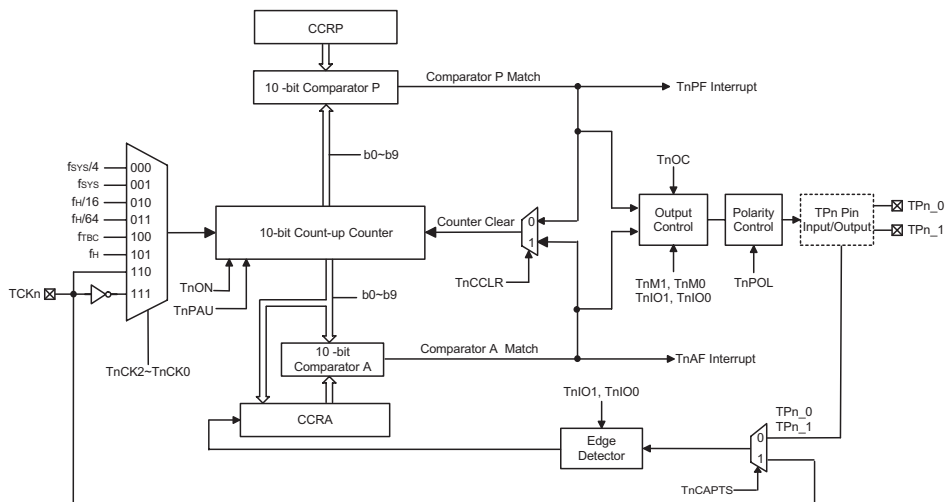 CCRP
10 -bit Comparator P
Comparator P Match
TnPF Interrupt
b0~b9
fSYS/4
fSYS
fH/16
fH/64
fTBC
fH
000
001
010
011
100
101
110
111
TCKn
TnCK2~TnCK0
10-bit Count-up Counter
TnON
TnPAU
Counter Clear
0
1
TnCCLR
TnOC
Output
Control
TnM1, TnM0
TnIO1, TnIO0
Polarity
Control
TnPOL
TPn Pin
Input/Output
TPn_0
TPn_1
b0~b9
10 -bit
Comparator A
Comparator A Match
TnAF Interrupt
CCRA
TnIO1, TnIO0
Edge
Detector
TPn_0
TPn_1
0
1
TnCAPTS